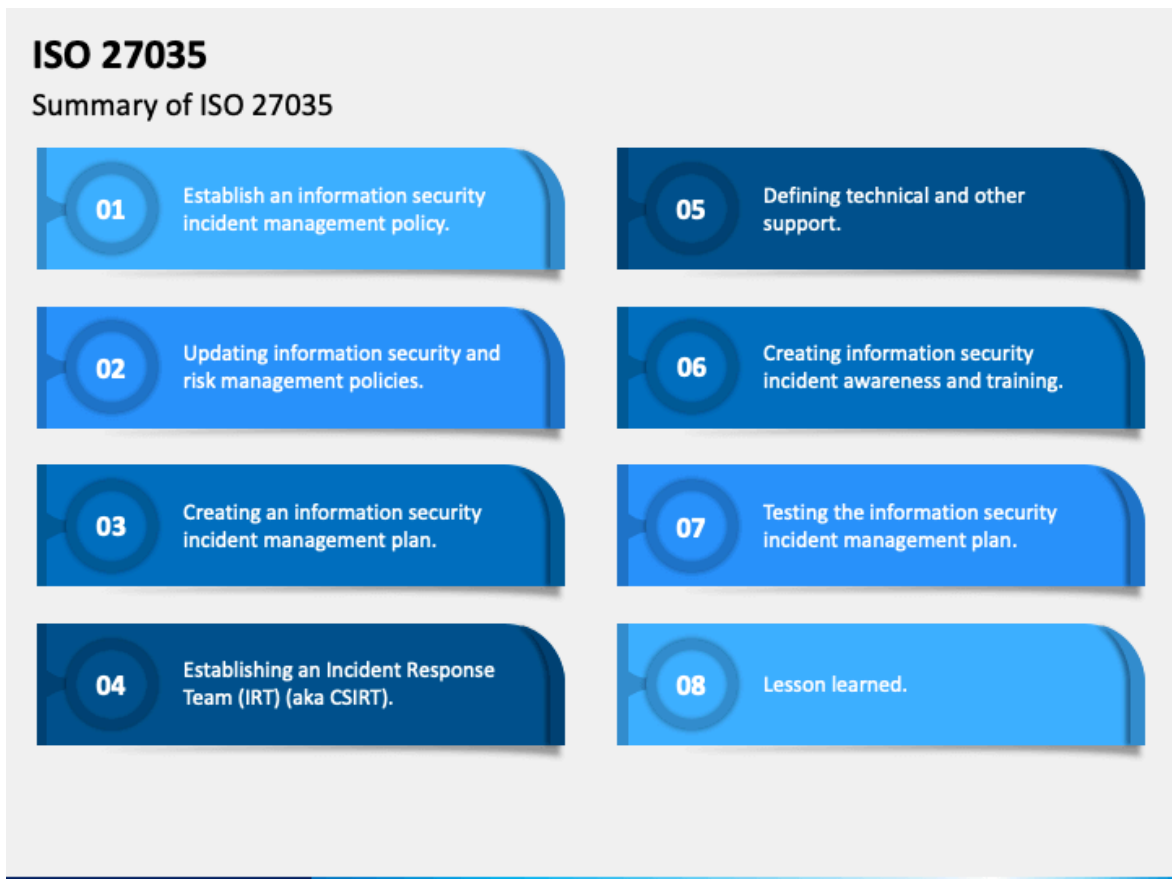 ISO 27035
Summary of ISO 27035
01
Establish an information security
incident management policy.
02
Updating information security and
risk management policies.
03
Creating an information security
incident management plan.
04
Establishing an Incident Response
Team (IRT) (aka CSIRT).
05
Defining technical and other
support.
06
Creating information security
incident awareness and training.
07
Testing the information security
incident management plan.
08
Lesson learned.